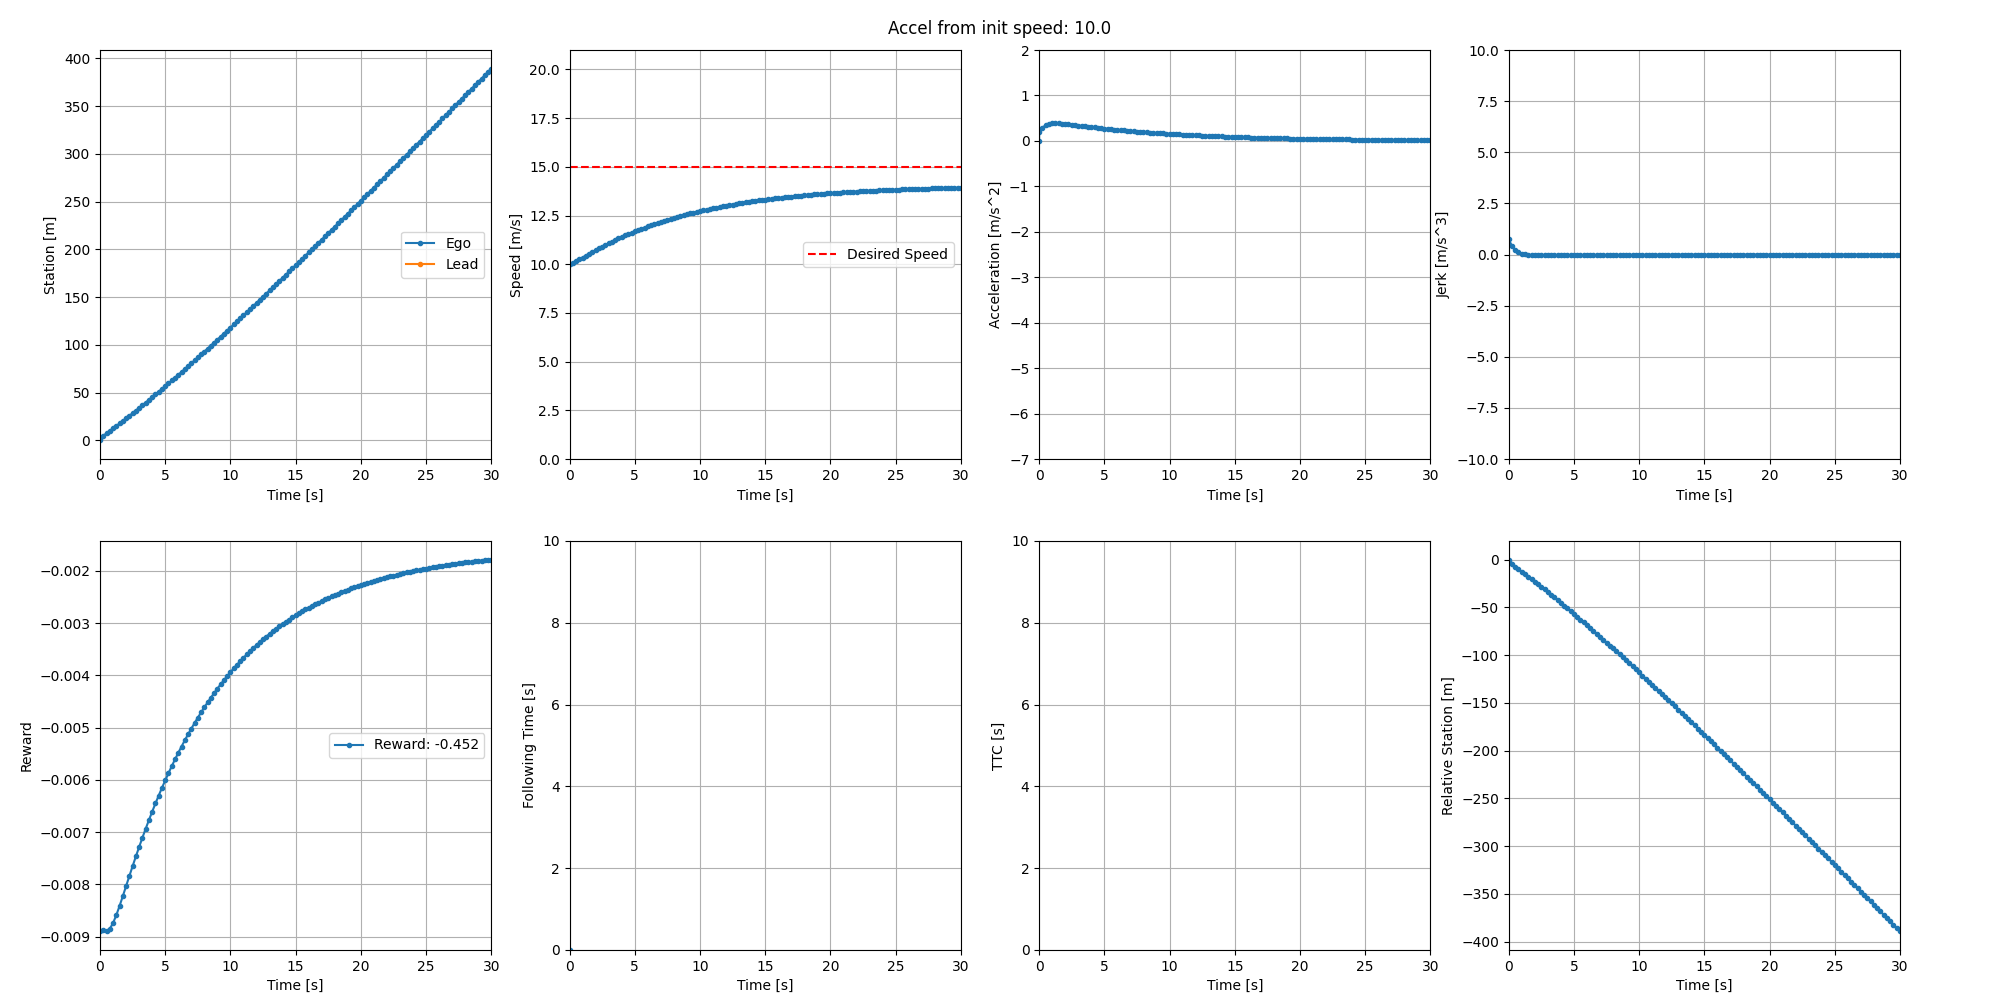 Accel from init speed: 10.0
400
350
300
250
200
150
100
50
0
Station [m]
Ego
Lead
0 5 10 15 20 25 30
Time [s]
20.0
17.5
15.0
12.5
10.0
7.5
5.0
2.5
0.0
Speed [m/s]
Desired Speed
0 5 10 15 20 25 30
Time [s]
2
1
0
−1
−2
−3
−4
−5
−6
−7
Acceleration [m/s^2]
0 5 10 15 20 25 30
Time [s]
10.0
7.5
5.0
2.5
0.0
−2.5
−5.0
−7.5
−10.0
Jerk [m/s^3]
0 5 10 15 20 25 30
Time [s]
−0.002
−0.003
−0.004
−0.005
−0.006
−0.007
−0.008
−0.009
Reward
Reward: -0.452
0 5 10 15 20 25 30
Time [s]
10
8
6
4
2
0
Following Time [s]
0 5 10 15 20 25 30
Time [s]
10
8
6
4
2
0
TTC [s]
0 5 10 15 20 25 30
Time [s]
0
−50
−100
−150
−200
−250
−300
−350
−400
Relative Station [m]
0 5 10 15 20 25 30
Time [s]